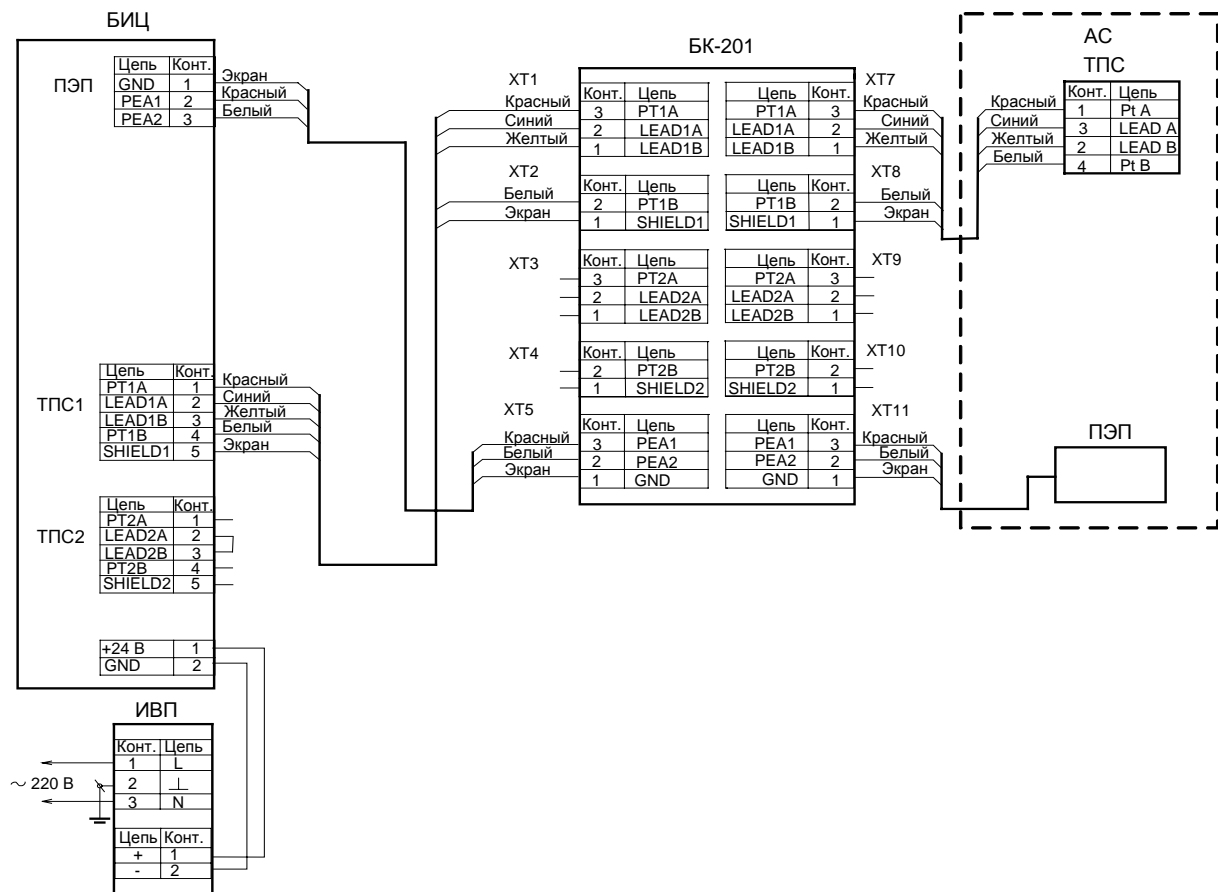 БИЦ
ПЭП
Цепь Конт.
GND 1 Экран
PEA1 2 Красный
PEA2 3 Белый
ТПС1
Цепь Конт.
PT1A 1 Красный
LEAD1A 2 Синий
LEAD1B 3 Желтый
PT1B 4 Белый
SHIELD1 5 Экран
ТПС2
Цепь Конт.
PT2A 1
LEAD2A 2
LEAD2B 3
PT2B 4
SHIELD2 5
+24 В 1
GND 2
ИВП
Конт. Цепь
1 L
~ 220 В 2 ⊥
3 N
Цепь Конт.
+ 1
- 2
БК-201
XT1 XT7
Конт. Цепь Цепь Конт.
Красный 3 PT1A PT1A 3 Красный
Синий 2 LEAD1A LEAD1A 2 Синий
Желтый 1 LEAD1B LEAD1B 1 Желтый
XT2 XT8
Конт. Цепь Цепь Конт.
Белый 2 PT1B PT1B 2 Белый
Экран 1 SHIELD1 SHIELD1 1 Экран
XT3 XT9
Конт. Цепь Цепь Конт.
3 PT2A PT2A 3
2 LEAD2A LEAD2A 2
1 LEAD2B LEAD2B 1
XT4 XT10
Конт. Цепь Цепь Конт.
2 PT2B PT2B 2
1 SHIELD2 SHIELD2 1
XT5 XT11
Конт. Цепь Цепь Конт.
Красный 3 PEA1 PEA1 3 Красный
Белый 2 PEA2 PEA2 2 Белый
Экран 1 GND GND 1 Экран
АС
ТПС
Конт. Цепь
Красный 1 Pt A
Синий 3 LEAD A
Желтый 2 LEAD B
Белый 4 Pt B
ПЭП